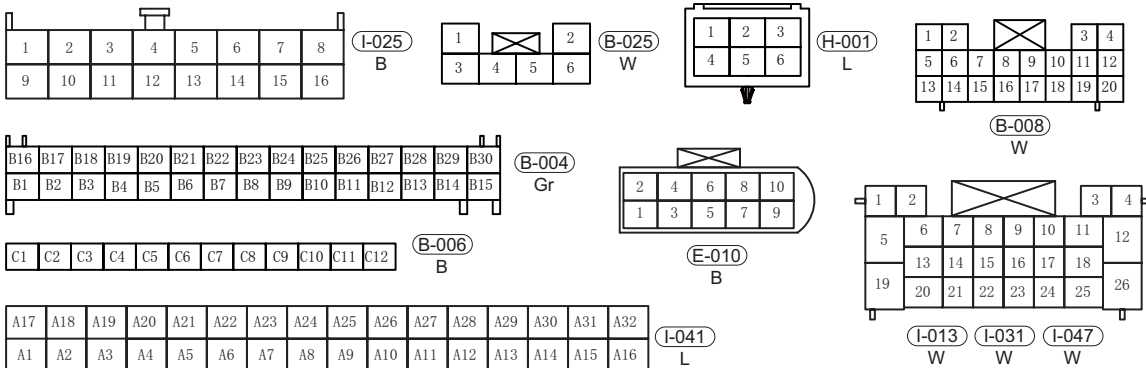 1 2 3 4 5 6 7 8
9 10 11 12 13 14 15 16
I-025
B
1 2
3 4 5 6
B-025
W
1 2 3
4 5 6
H-001
L
1 2 3 4
5 6 7 8 9 10 11 12
13 14 15 16 17 18 19 20
B-008
W
B16 B17 B18 B19 B20 B21 B22 B23 B24 B25 B26 B27 B28 B29 B30
B1 B2 B3 B4 B5 B6 B7 B8 B9 B10 B11 B12 B13 B14 B15
B-004
Gr
C1 C2 C3 C4 C5 C6 C7 C8 C9 C10 C11 C12
B-006
B
2 4 6 8 10
1 3 5 7 9
E-010
B
1 2 3 4
5 6 7 8 9 10 11 12
13 14 15 16 17 18
19 20 21 22 23 24 25 26
I-013 I-031 I-047
W W W
A17 A18 A19 A20 A21 A22 A23 A24 A25 A26 A27 A28 A29 A30 A31 A32
A1 A2 A3 A4 A5 A6 A7 A8 A9 A10 A11 A12 A13 A14 A15 A16
I-041
L